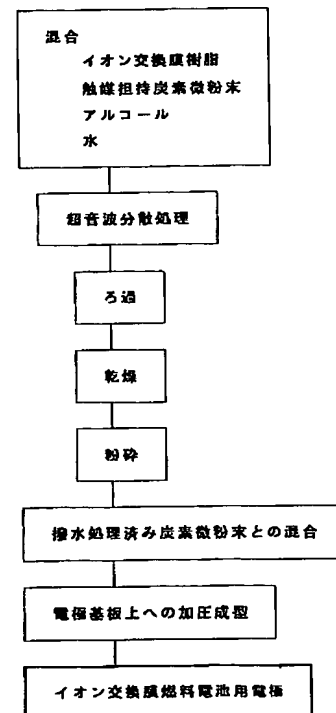 混合
イオン交換膜樹脂
触媒担持炭素微粉末
アルコール
水
超音波分散処理
ろ過
乾燥
粉砕
撥水処理済み炭素微粉末との混合
電極基板上への加圧成型
イオン交換膜燃料電池用電極